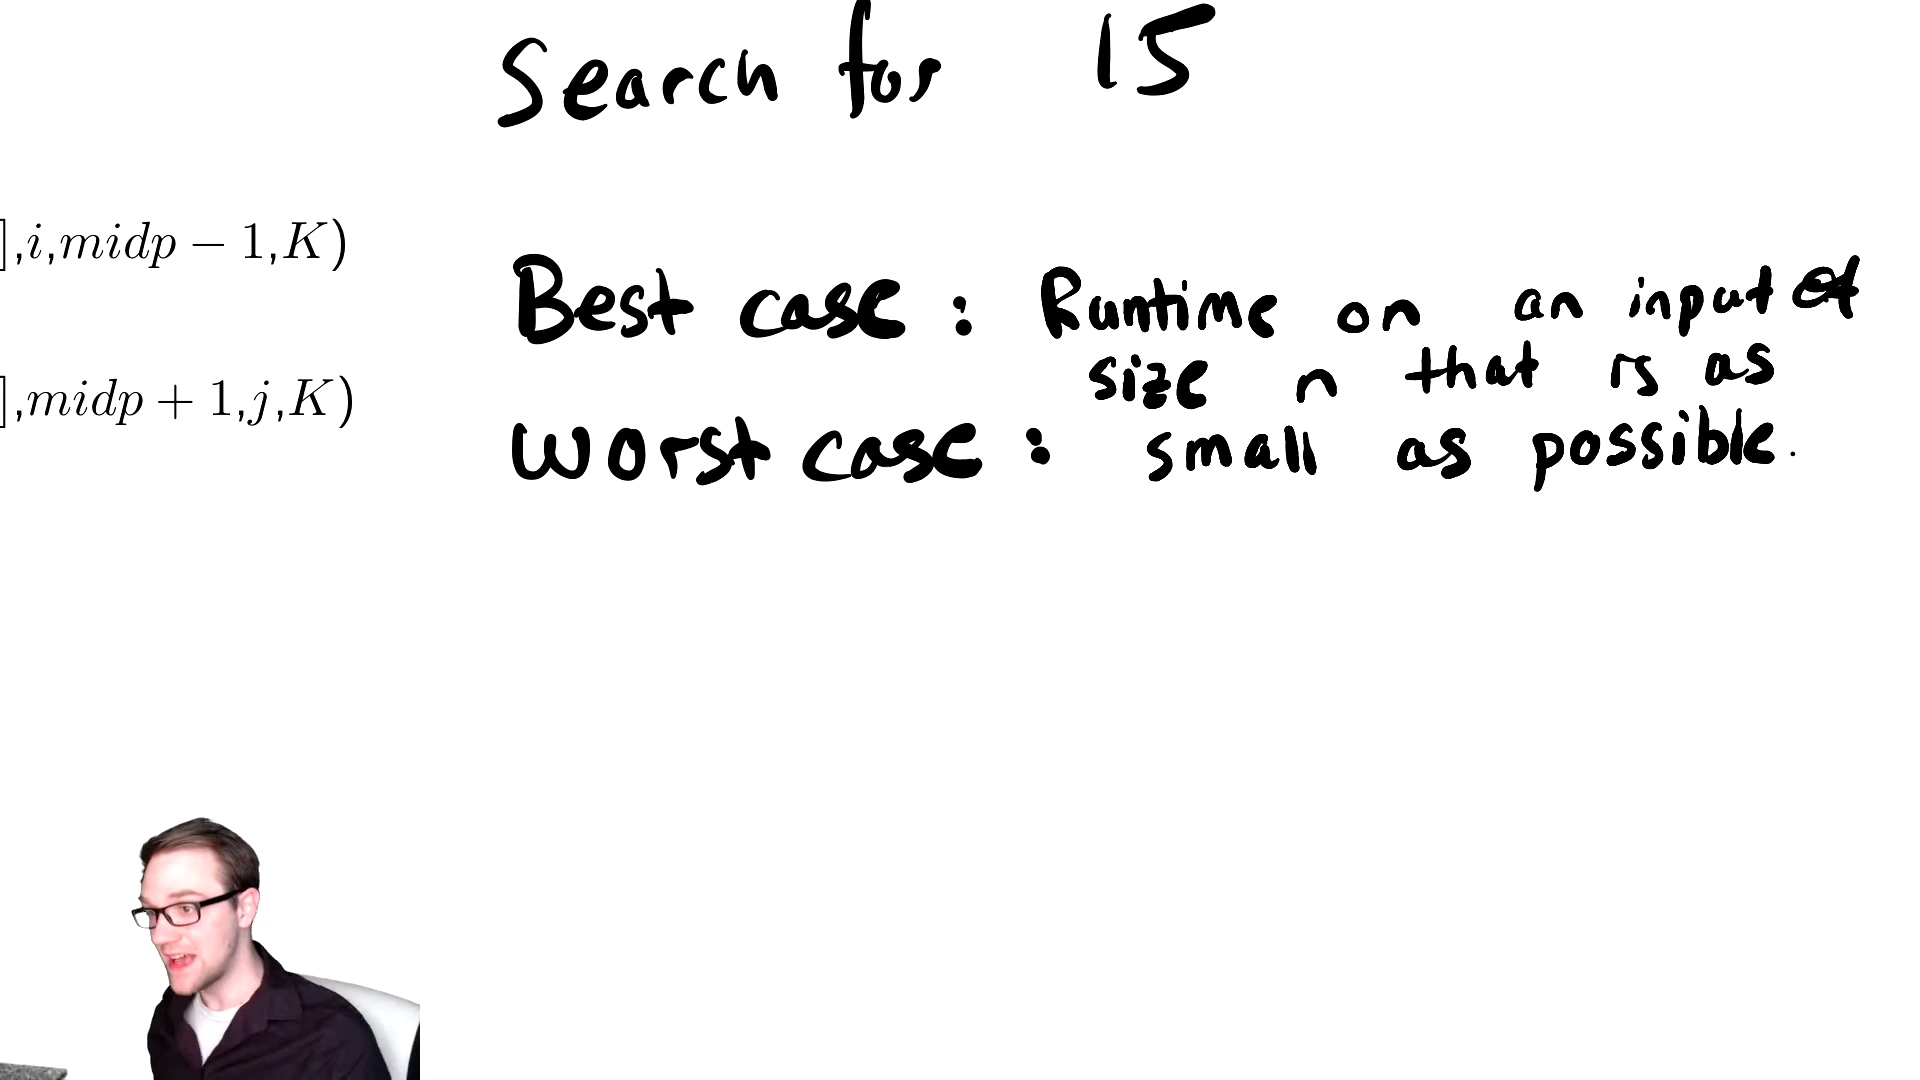 Search for 15
],i,midp − 1,K)
Best case : Runtime on an input of
size n that is as
],midp + 1,j,K)
Worst case : small as possible.